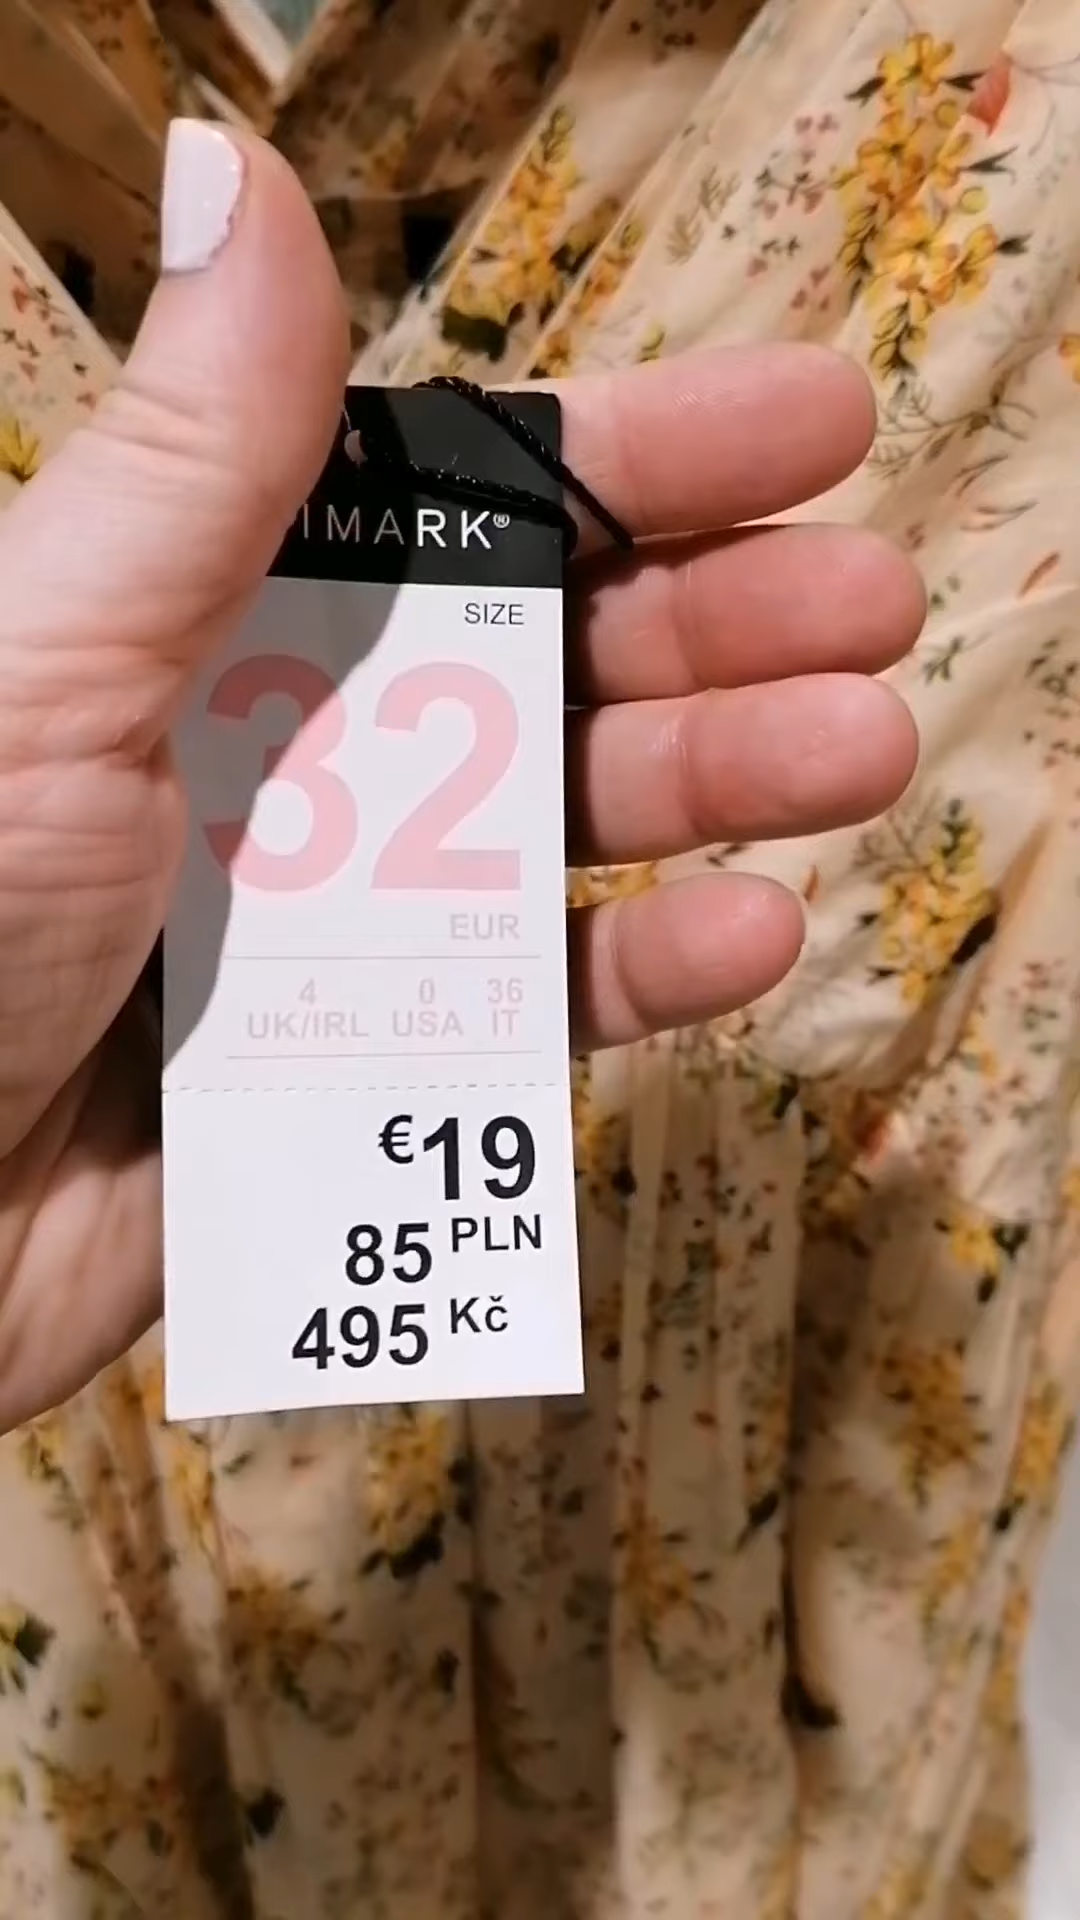 IMARK®
SIZE
32
EUR
4 0 36
UK/IRL USA IT
€19
85 PLN
495 Kč